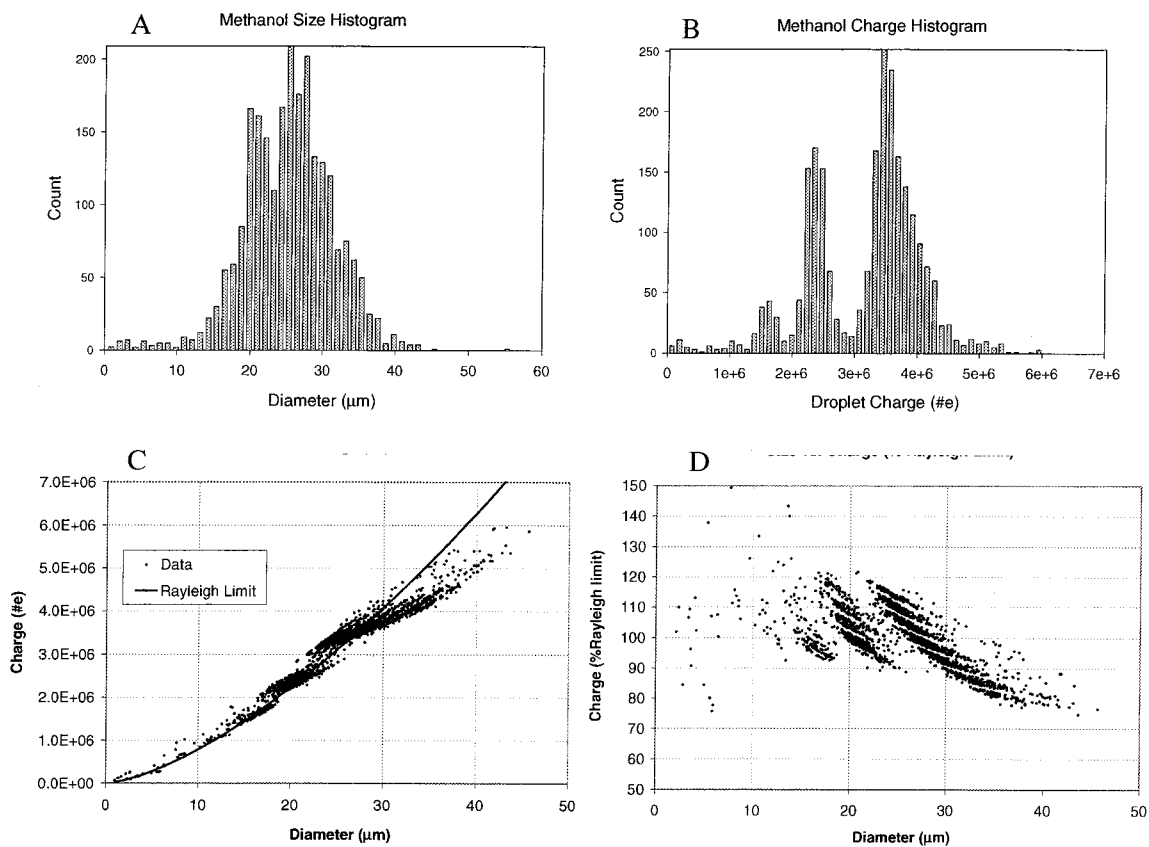 A
Methanol Size Histogram
200
150
100
50
0
Count
0 10 20 30 40 50 60
Diameter (μm)
B
Methanol Charge Histogram
250
200
150
100
50
0
Count
0 1e+6 2e+6 3e+6 4e+6 5e+6 6e+6 7e+6
Droplet Charge (#e)
C
7.0E+06
6.0E+06
5.0E+06
4.0E+06
3.0E+06
2.0E+06
1.0E+06
0.0E+00
Charge (#e)
Data
Rayleigh Limit
0 10 20 30 40 50
Diameter (μm)
D
150
140
130
120
110
100
90
80
70
60
50
Charge (%Rayleigh limit)
0 10 20 30 40 50
Diameter (μm)